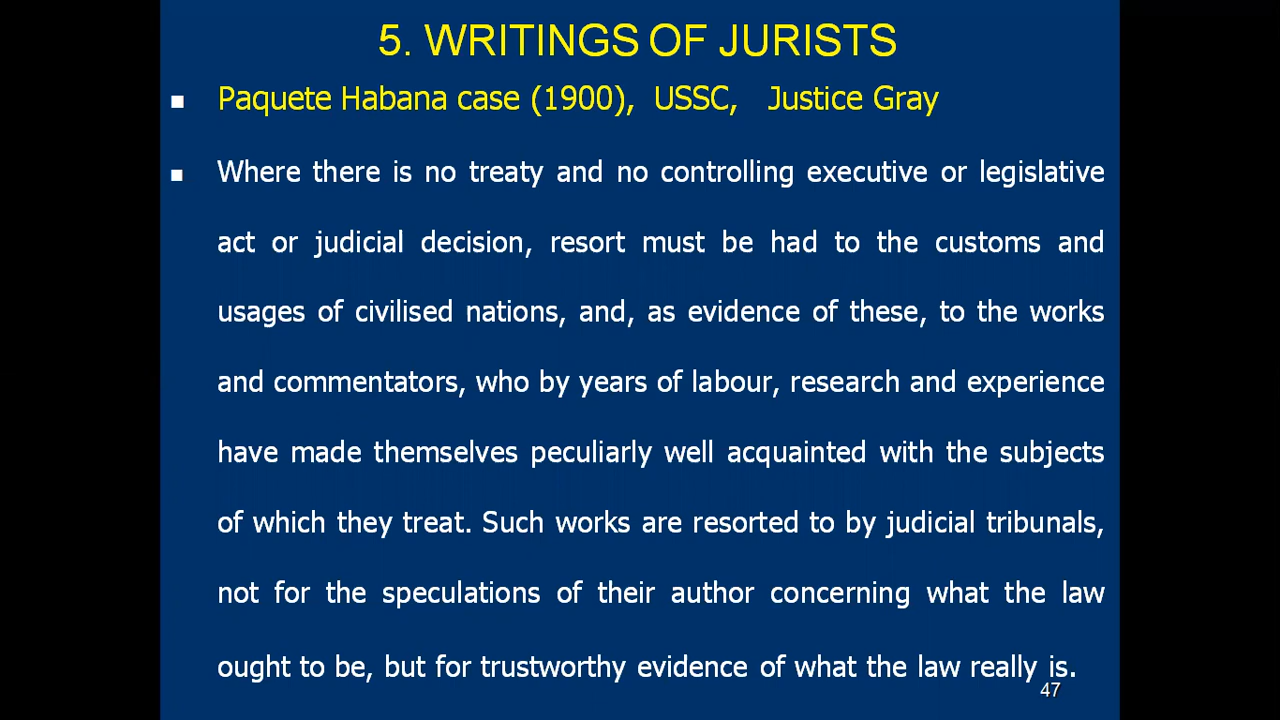 5. WRITINGS OF JURISTS
Paquete Habana case (1900), USSC, Justice Gray
Where there is no treaty and no controlling executive or legislative
act or judicial decision, resort must be had to the customs and
usages of civilised nations, and, as evidence of these, to the works
and commentators, who by years of labour, research and experience
have made themselves peculiarly well acquainted with the subjects
of which they treat. Such works are resorted to by judicial tribunals,
not for the speculations of their author concerning what the law
ought to be, but for trustworthy evidence of what the law really is.
47